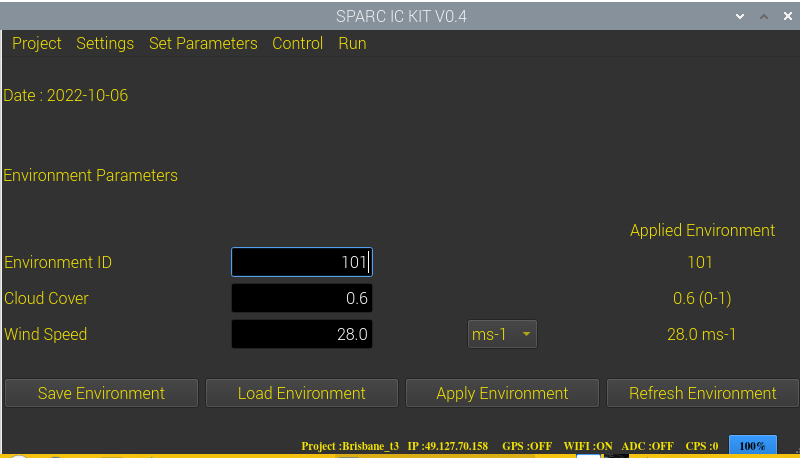 SPARC IC KIT V0.4
Project Settings Set Parameters Control Run
Date : 2022-10-06
Environment Parameters
Applied Environment
Environment ID 101 101
Cloud Cover 0.6 0.6 (0-1)
Wind Speed 28.0 ms-1 28.0 ms-1
Save Environment Load Environment Apply Environment Refresh Environment
Project :Brisbane_t3 IP :49.127.70.158 GPS :OFF WIFI :ON ADC :OFF CPS :0 100%